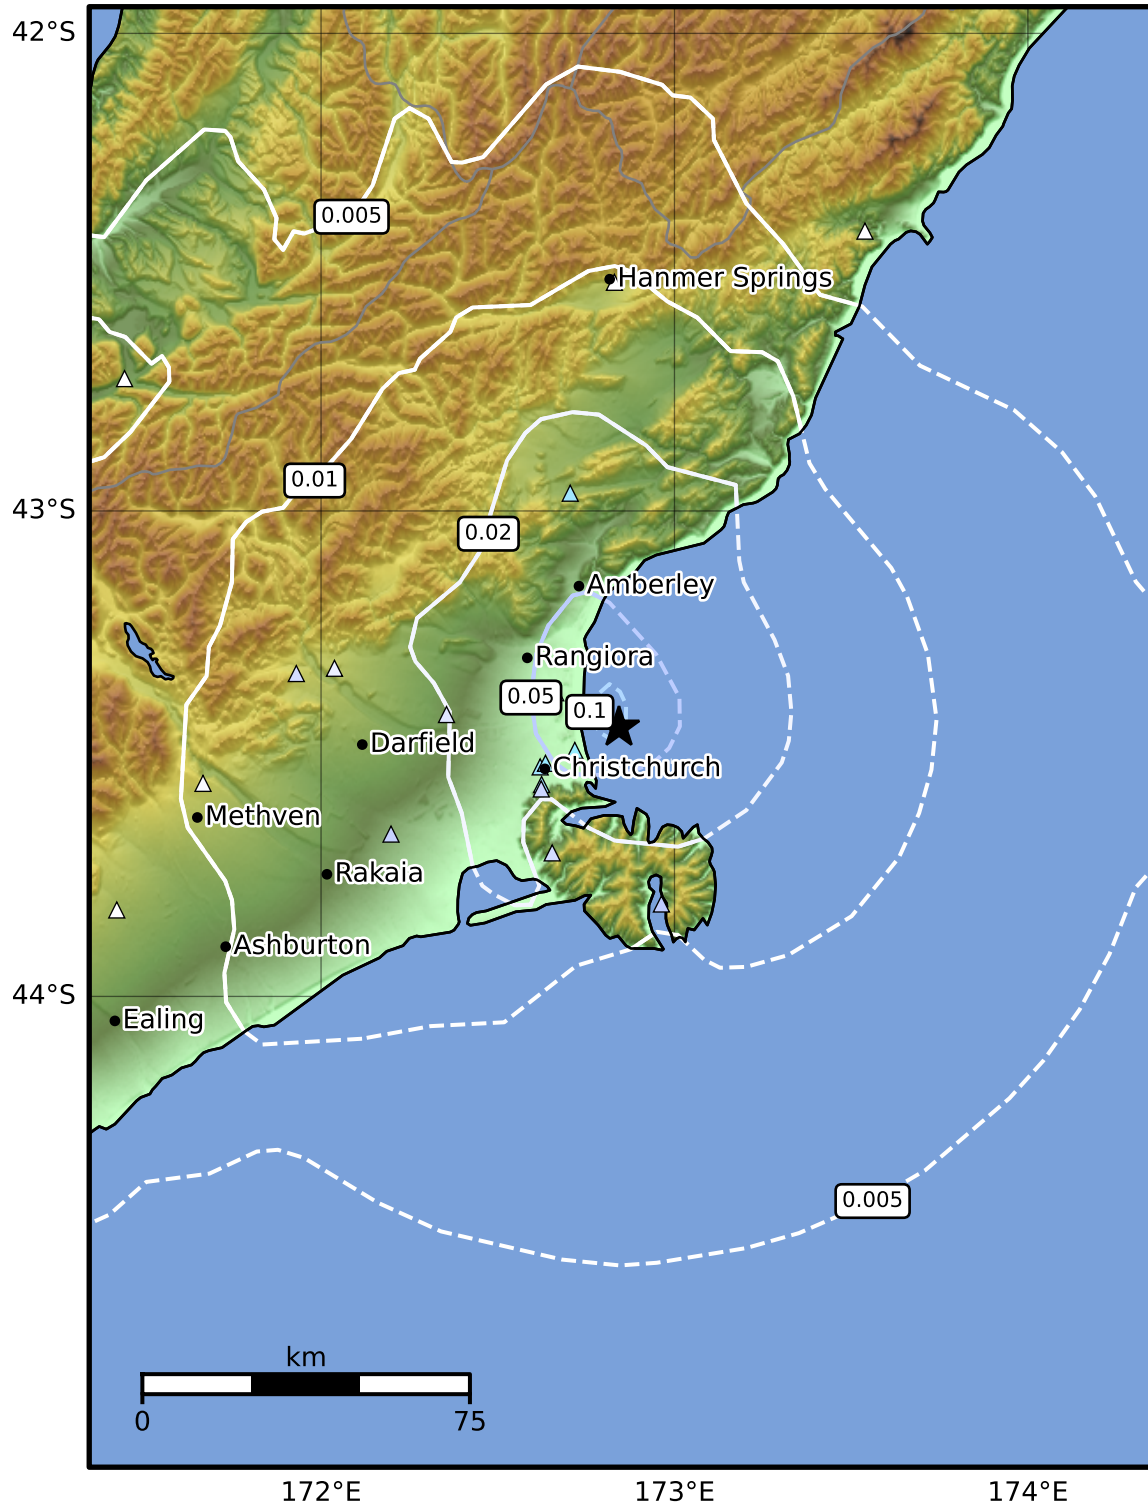 42°S
0.005
Hanmer Springs
0.01
43°S
0.02
Amberley
Rangiora
0.05
0.1
Darfield
Christchurch
Methven
Rakaia
Ashburton
44°S
Ealing
0.005
km
0 75
172°E 173°E 174°E